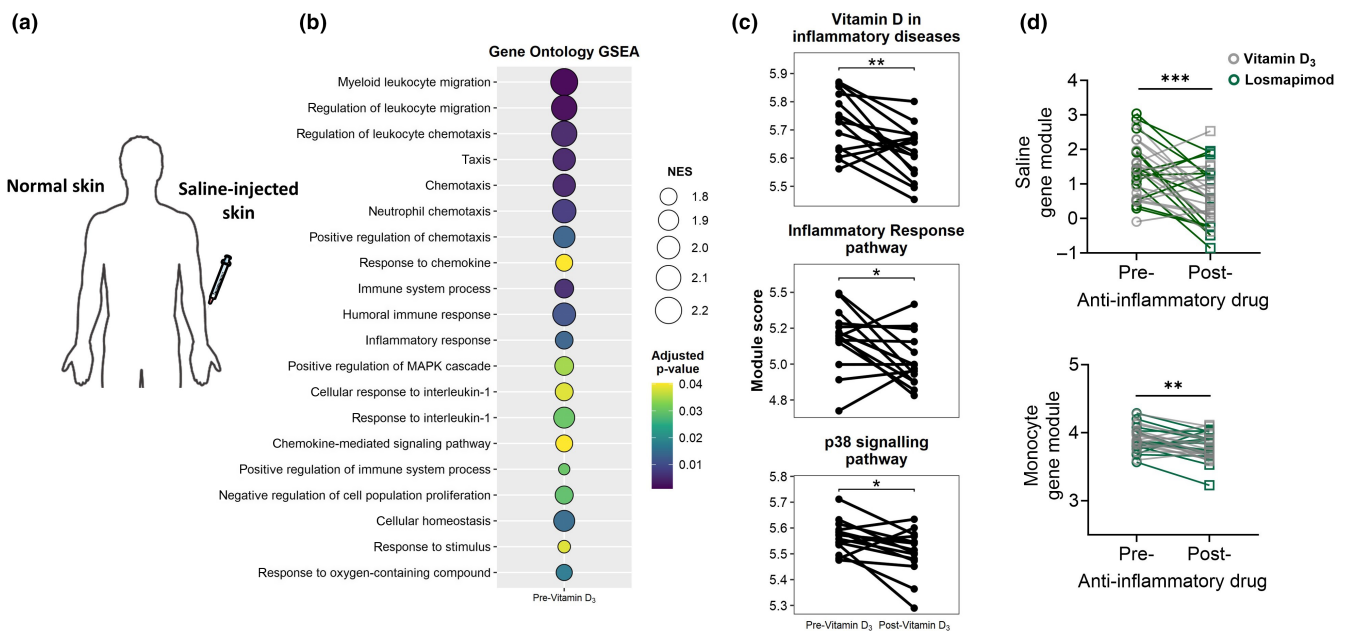 (a)
Normal skin
Saline-injected
skin
(b)
Gene Ontology GSEA
Myeloid leukocyte migration
Regulation of leukocyte migration
Regulation of leukocyte chemotaxis
Taxis
Chemotaxis
Neutrophil chemotaxis
Positive regulation of chemotaxis
Response to chemokine
Immune system process
Humoral immune response
Inflammatory response
Positive regulation of MAPK cascade
Cellular response to interleukin-1
Response to interleukin-1
Chemokine-mediated signaling pathway
Positive regulation of immune system process
Negative regulation of cell population proliferation
Cellular homeostasis
Response to stimulus
Response to oxygen-containing compound
Pre-Vitamin D₃
NES
1.8
1.9
2.0
2.1
2.2
Adjusted
p-value
0.04
0.03
0.02
0.01
(c)
Vitamin D in
inflammatory diseases
**
5.9
5.8
5.7
5.6
5.5
Inflammatory Response
pathway
*
5.5
5.2
5.0
4.8
Module score
p38 signalling
pathway
*
5.8
5.7
5.6
5.5
5.4
5.3
Pre-Vitamin D₃ Post-Vitamin D₃
(d)
Vitamin D₃
Losmapimod
***
4
3
2
1
0
−1
Saline
gene module
Pre- Post-
Anti-inflammatory drug
**
5
4
3
Monocyte
gene module
Pre- Post-
Anti-inflammatory drug